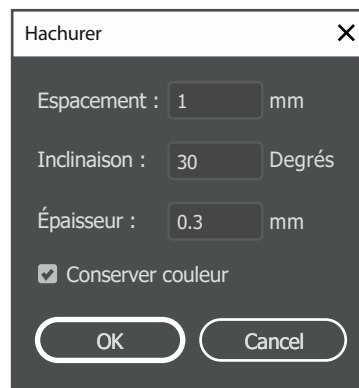 Hachurer
Espacement : 1 mm
Inclinaison : 30 Degrés
Épaisseur : 0.3 mm
Conserver couleur
OK Cancel